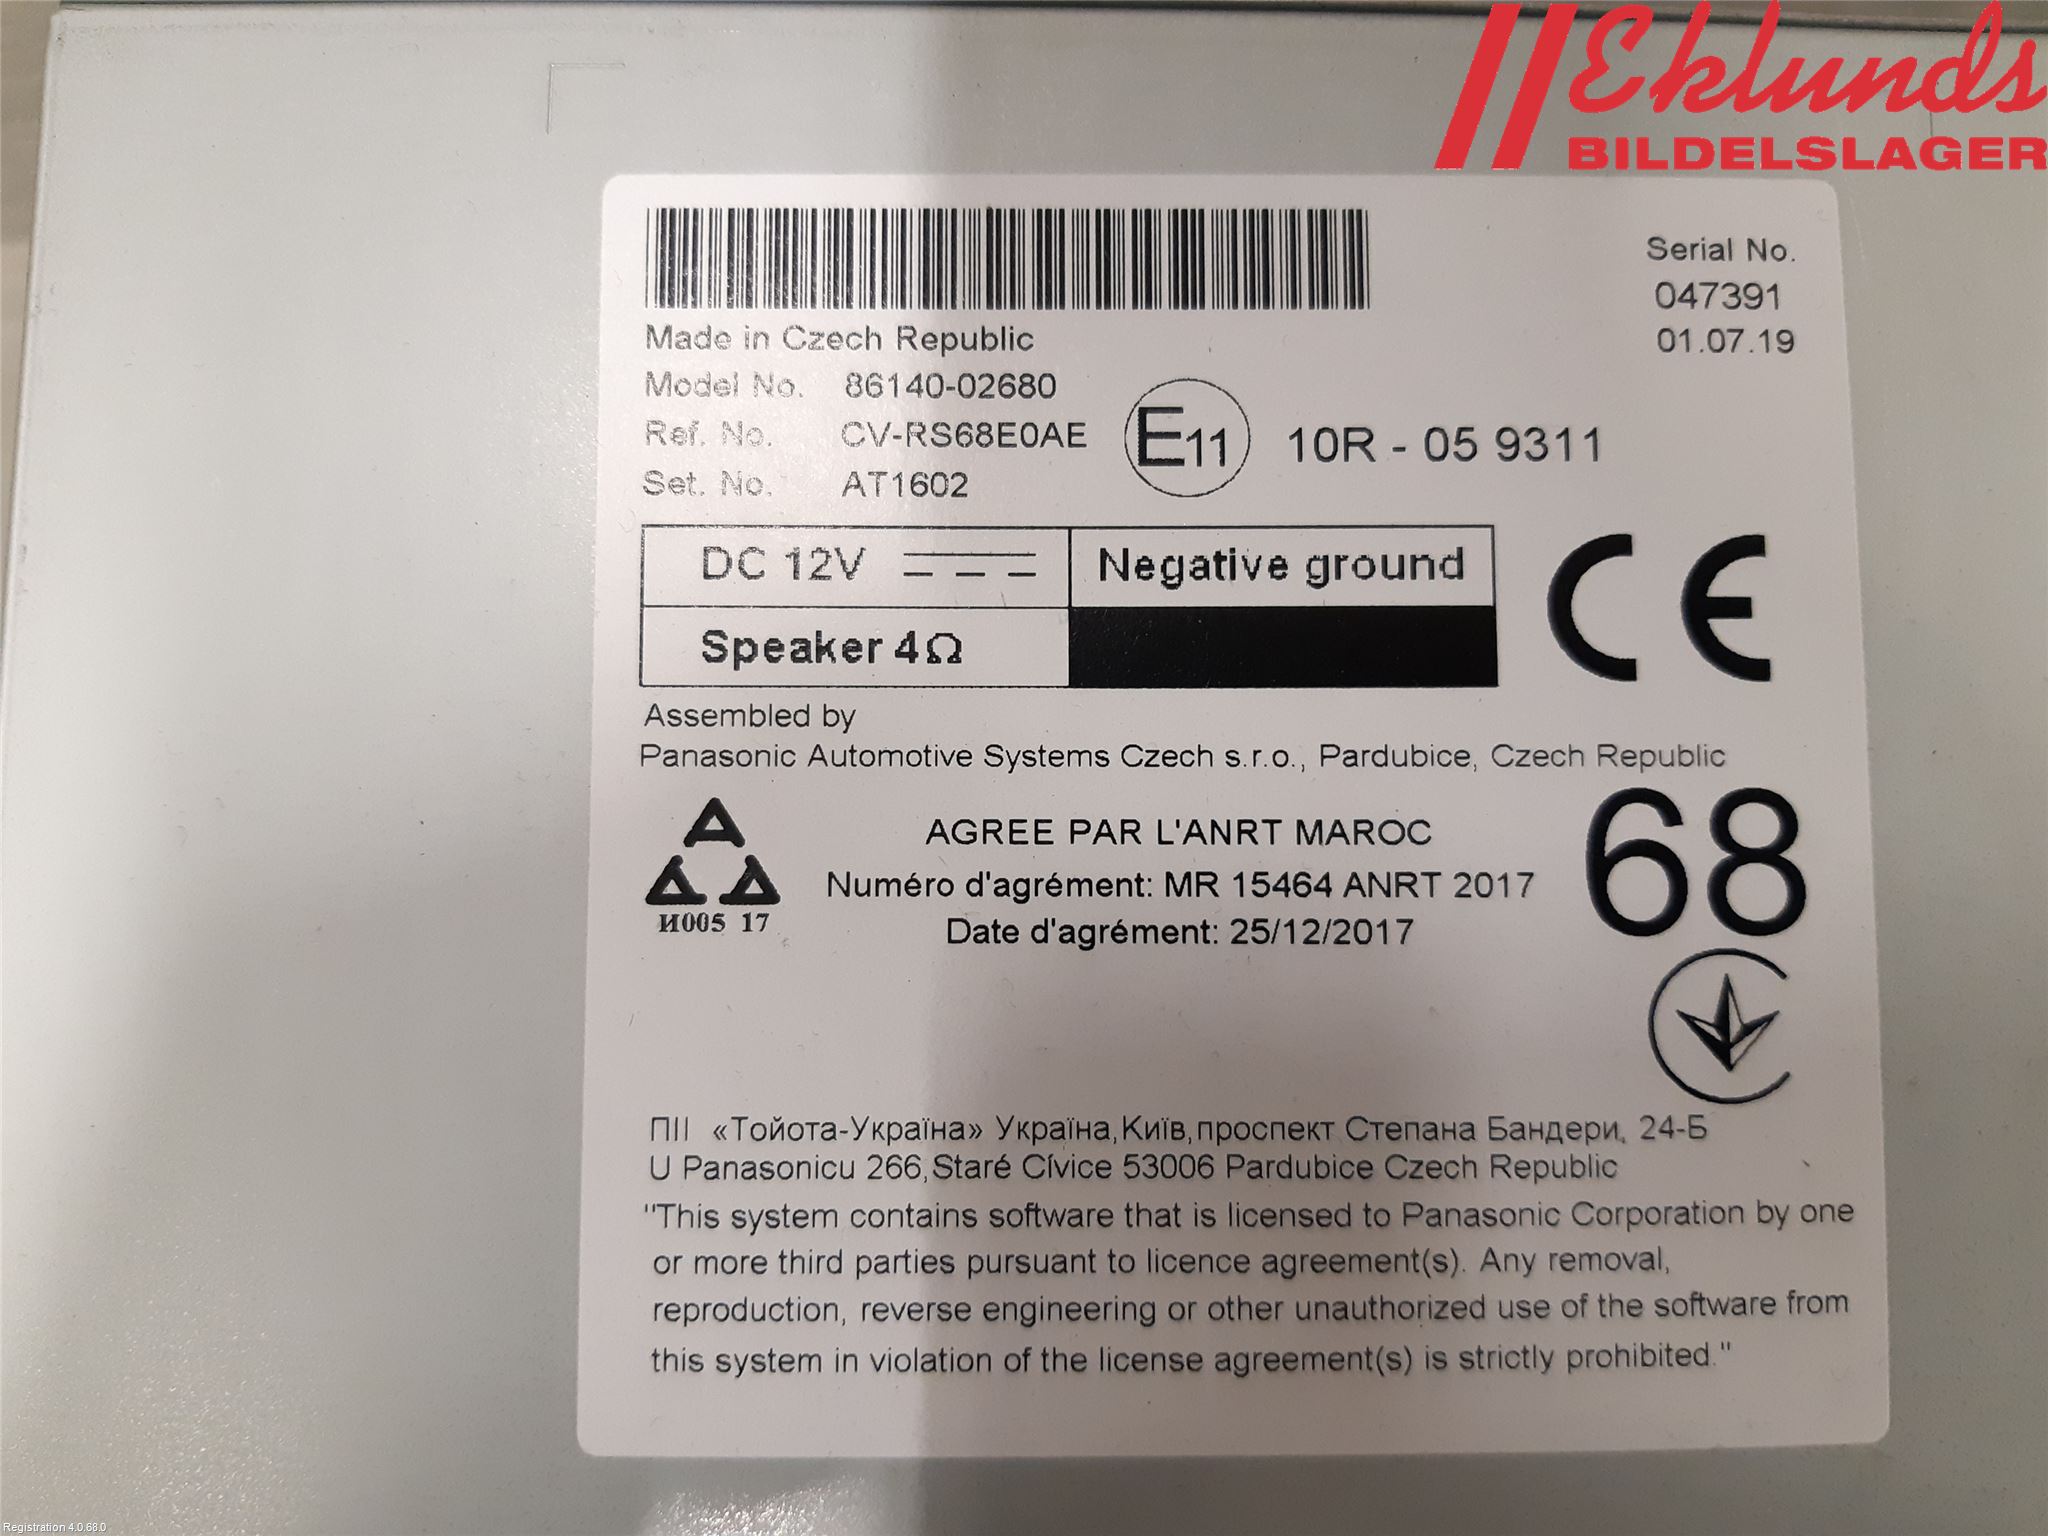 Eklunds
BILDELSLAGER
Serial No.
047391
01.07.19
Made in Czech Republic
Model No. 86140-02680
Ref. No. CV-RS68E0AE
Set. No. AT1602
E11 10R - 05 9311
DC 12V Negative ground
Speaker 4Ω
CE
Assembled by
Panasonic Automotive Systems Czech s.r.o., Pardubice, Czech Republic
И005 17
AGREE PAR L'ANRT MAROC
Numéro d'agrément: MR 15464 ANRT 2017
Date d'agrément: 25/12/2017
68
ПІІ «Тойота-Україна» Україна,Київ,проспект Степана Бандери, 24-Б
U Panasonicu 266,Staré Cívice 53006 Pardubice Czech Republic
"This system contains software that is licensed to Panasonic Corporation by one
or more third parties pursuant to licence agreement(s). Any removal,
reproduction, reverse engineering or other unauthorized use of the software from
this system in violation of the license agreement(s) is strictly prohibited."
Registration 4.0.68.0